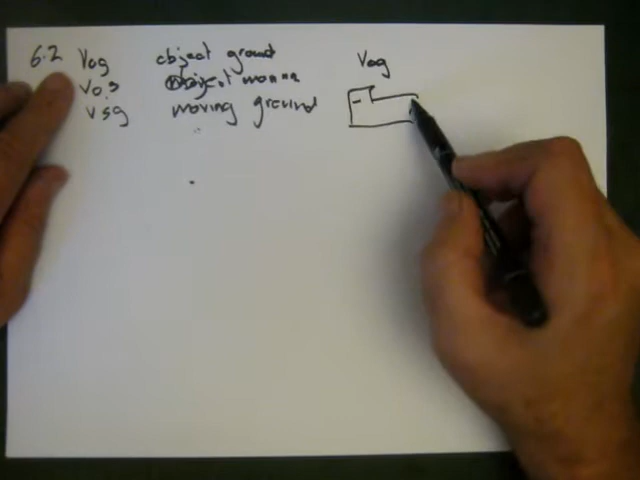 6.2 Vog object ground
Vos object moving
Vsg moving ground
Vog